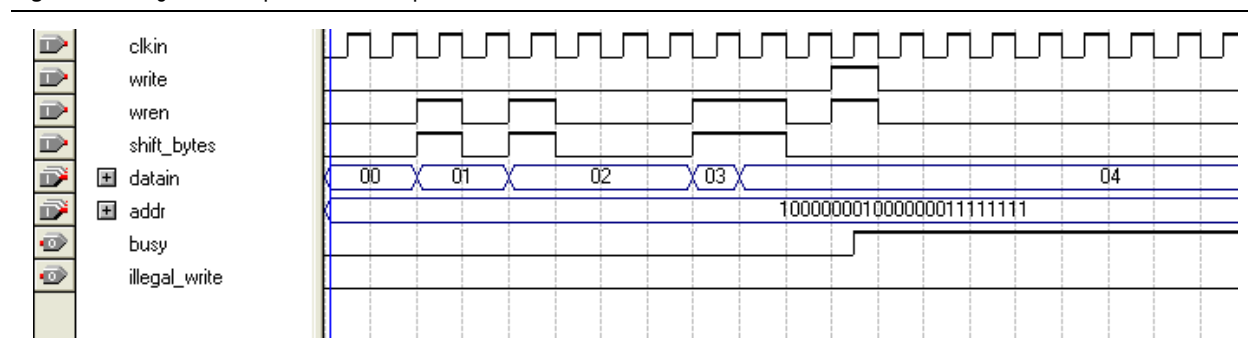 clkin
write
wren
shift_bytes
datain 00 01 02 03 04
addr 100000001000000011111111
busy
illegal_write